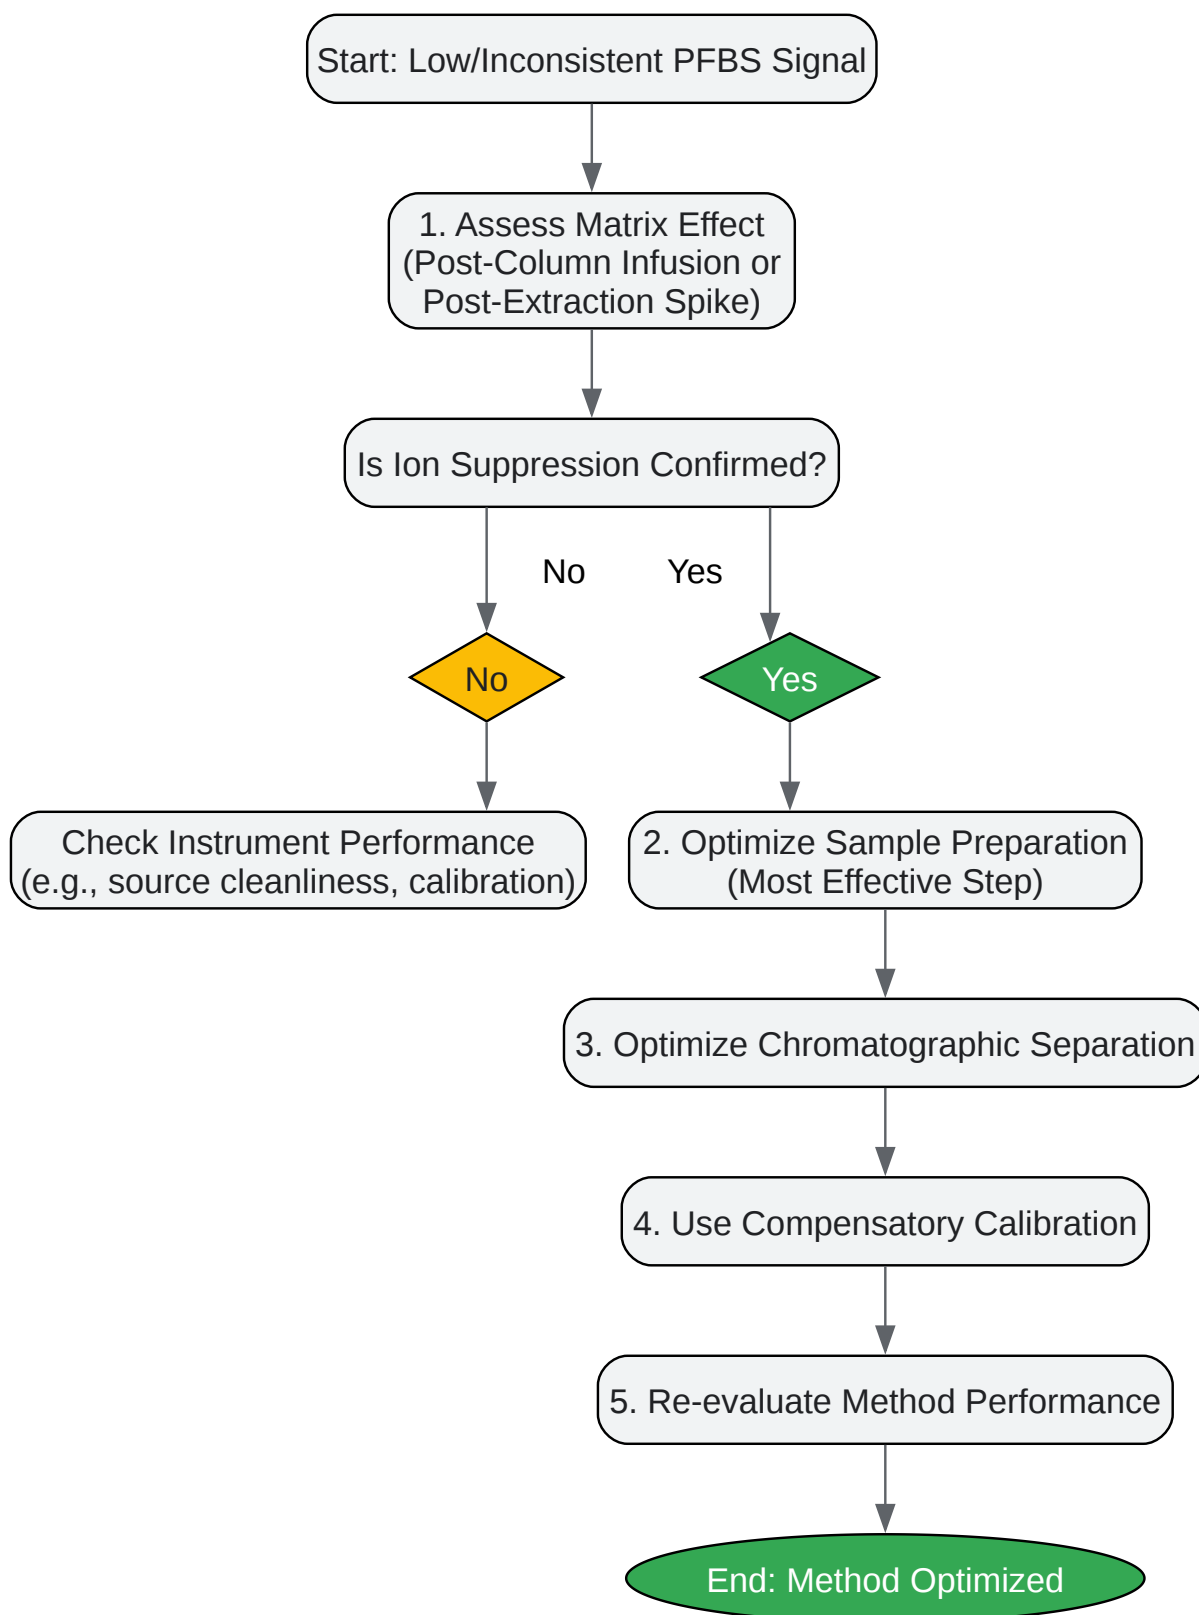 Start: Low/Inconsistent PFBS Signal
1. Assess Matrix Effect
(Post-Column Infusion or
Post-Extraction Spike)
Is Ion Suppression Confirmed?
No
Yes
No
Yes
Check Instrument Performance
(e.g., source cleanliness, calibration)
2. Optimize Sample Preparation
(Most Effective Step)
3. Optimize Chromatographic Separation
4. Use Compensatory Calibration
5. Re-evaluate Method Performance
End: Method Optimized